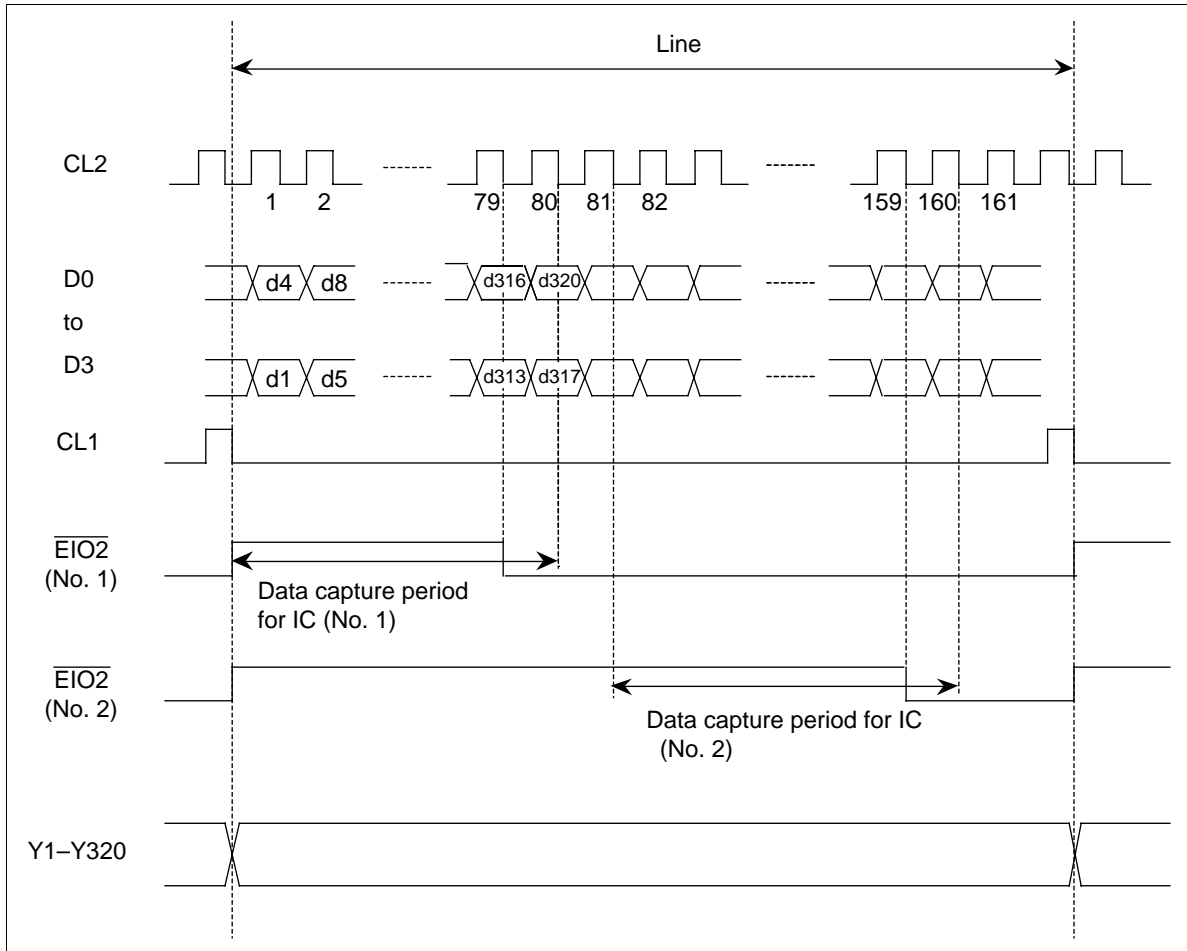 Line
CL2
1 2 79 80 81 82 159 160 161
D0 d4 d8 d316 d320
to
D3 d1 d5 d313 d317
CL1
EIO2
(No. 1)
Data capture period
for IC (No. 1)
EIO2
(No. 2)
Data capture period for IC
(No. 2)
Y1–Y320